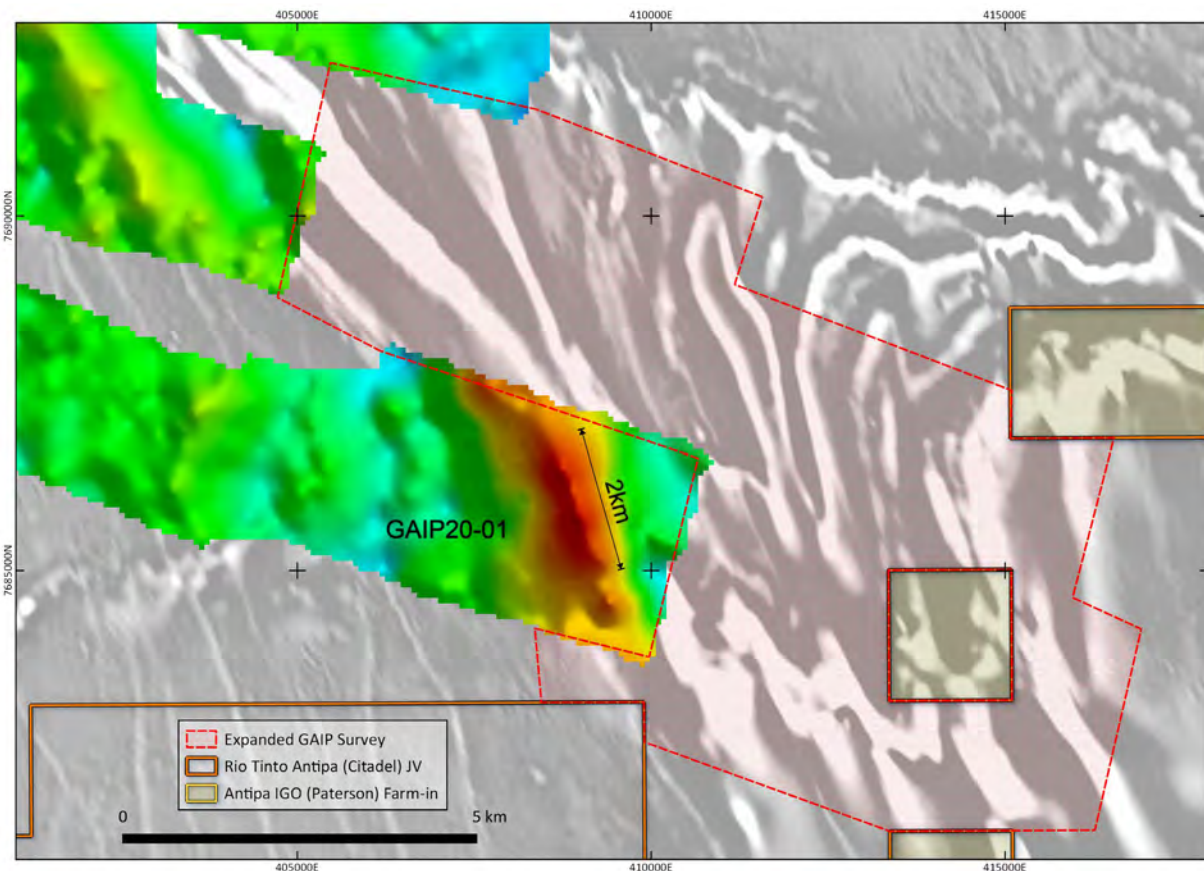 405000E
410000E
415000E
7690000N
7685000N
2km
GAIP20-01
Expanded GAIP Survey
Rio Tinto Antipa (Citadel) JV
Antipa IGO (Paterson) Farm-in
0
5 km
405000E
410000E
415000E